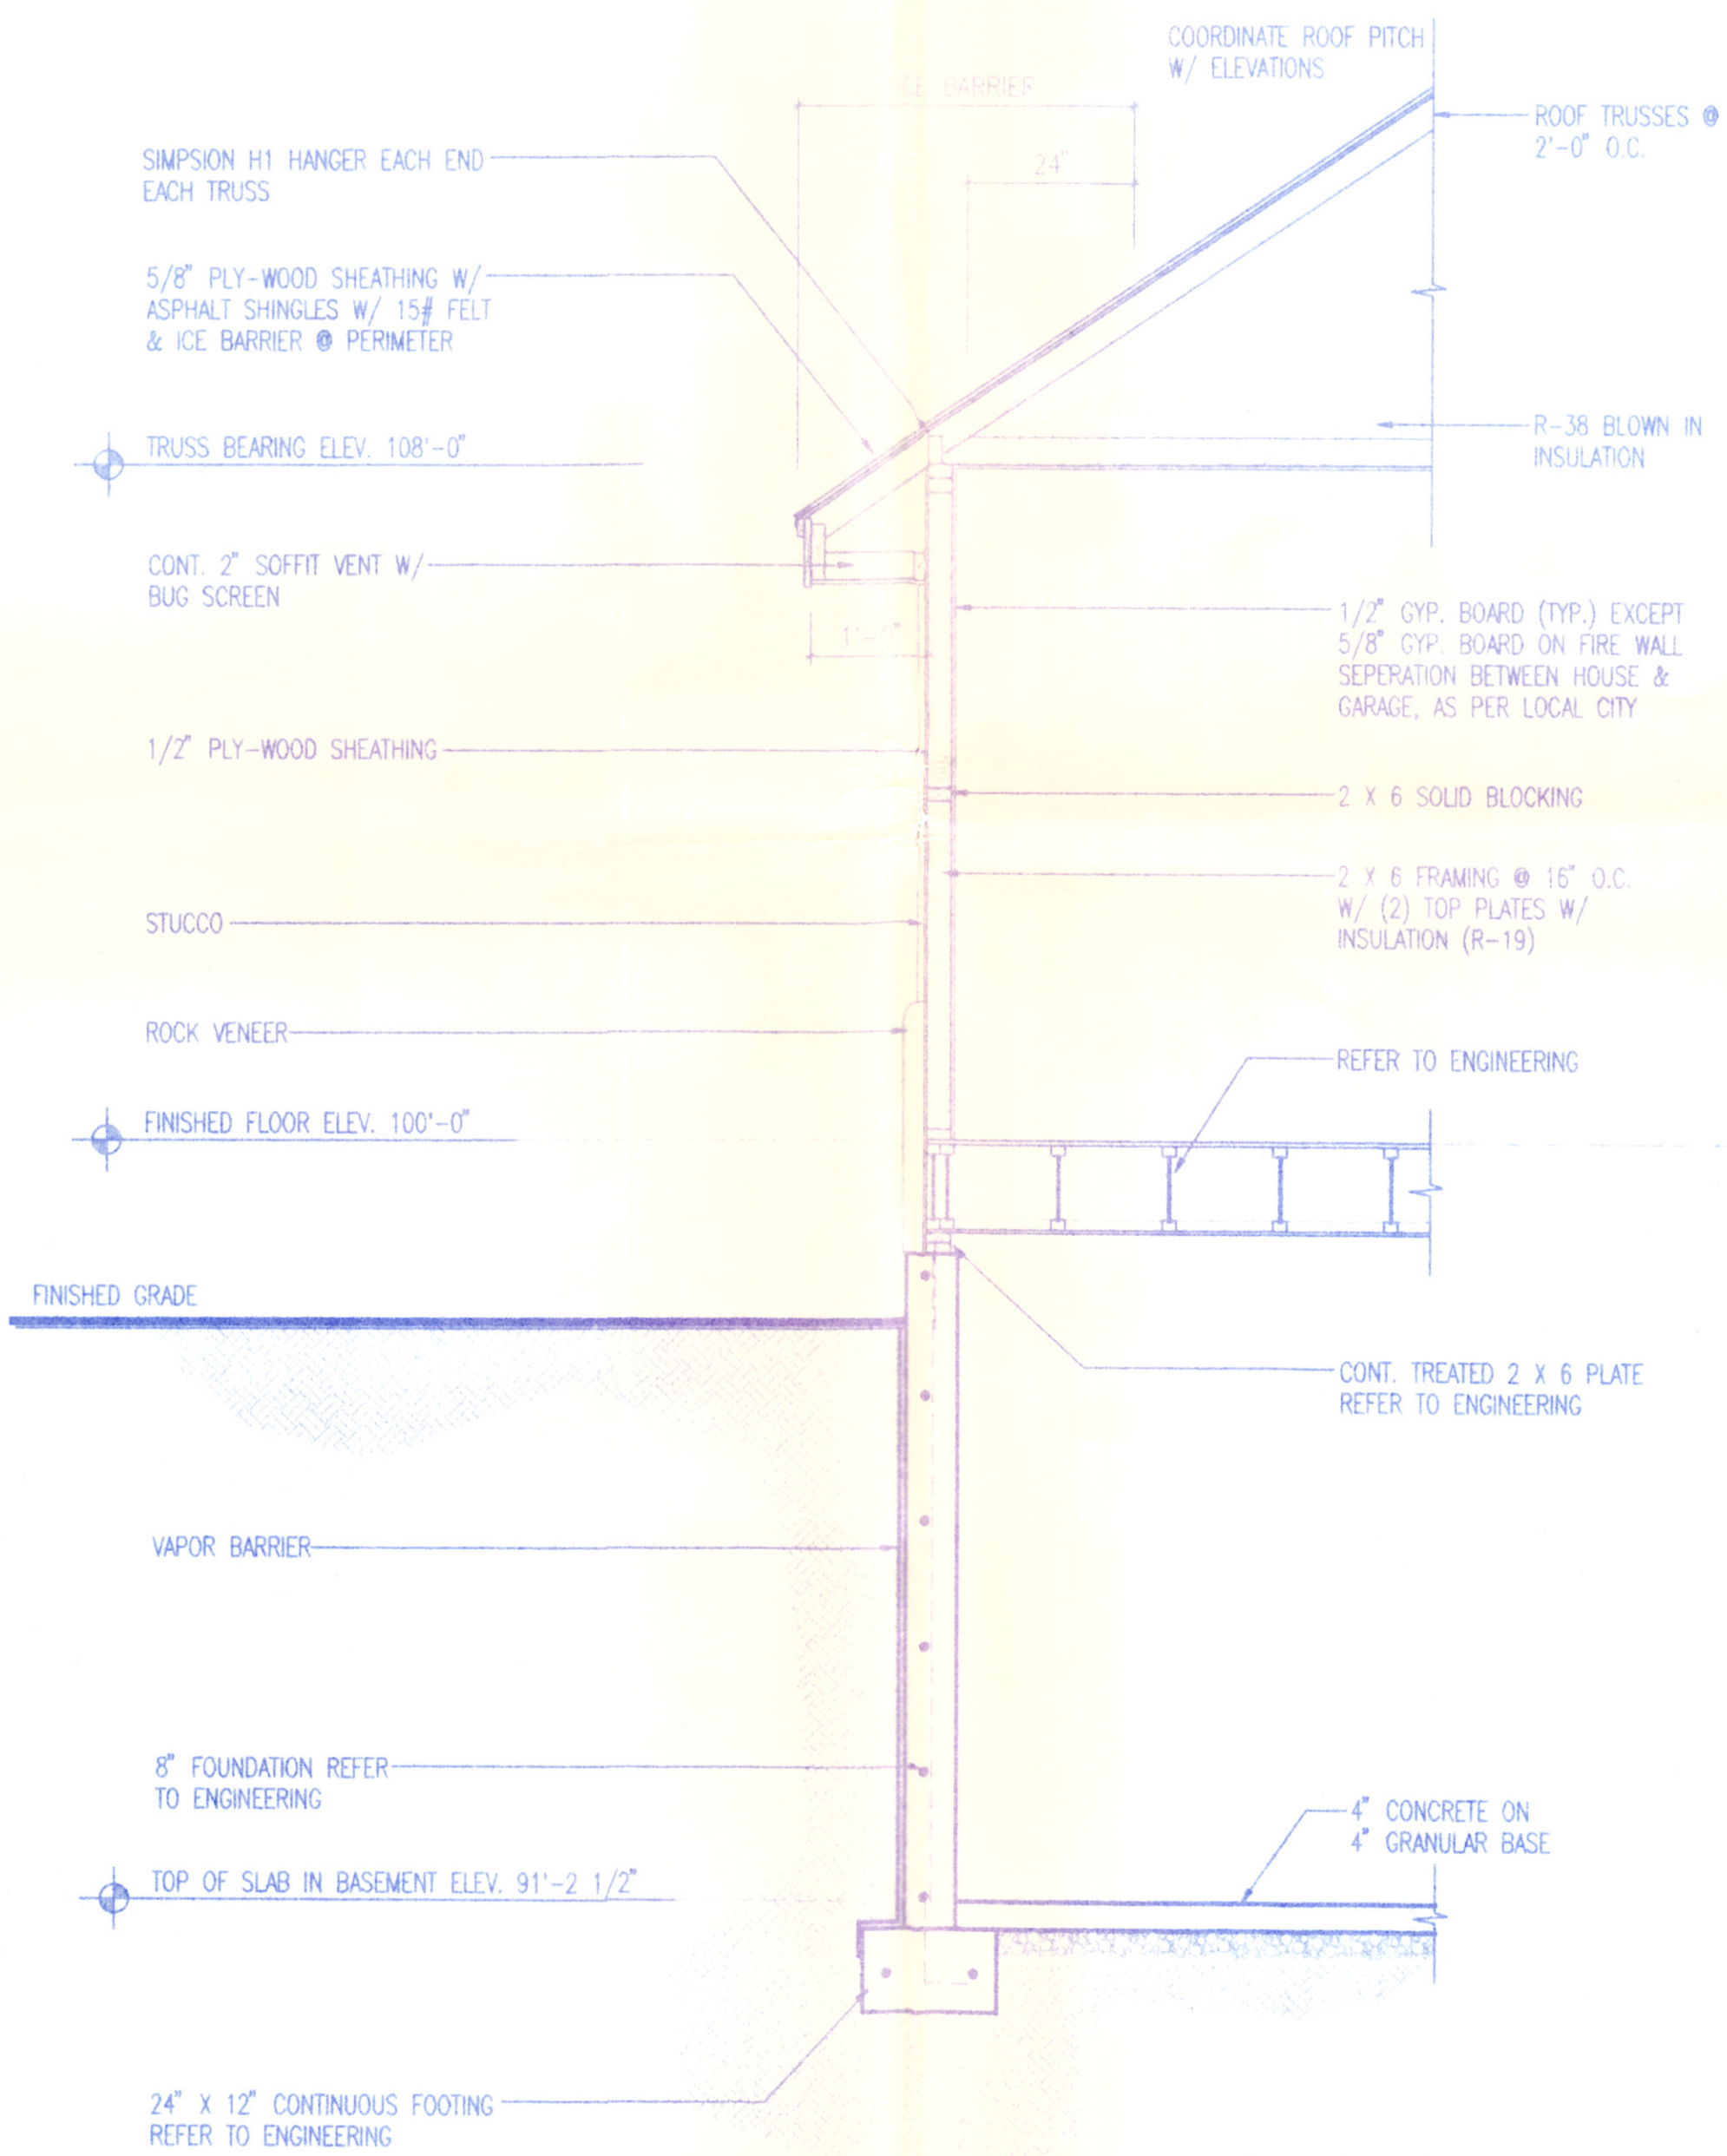 COORDINATE ROOF PITCH
W/ ELEVATIONS
ICE BARRIER
ROOF TRUSSES @
2'-0" O.C.
24"
SIMPSION H1 HANGER EACH END
EACH TRUSS
5/8" PLY-WOOD SHEATHING W/
ASPHALT SHINGLES W/ 15# FELT
& ICE BARRIER @ PERIMETER
TRUSS BEARING ELEV. 108'-0"
R-38 BLOWN IN
INSULATION
CONT. 2" SOFFIT VENT W/
BUG SCREEN
1'-0"
1/2" GYP. BOARD (TYP.) EXCEPT
5/8" GYP. BOARD ON FIRE WALL
SEPERATION BETWEEN HOUSE &
GARAGE, AS PER LOCAL CITY
1/2" PLY-WOOD SHEATHING
2 X 6 SOLID BLOCKING
2 X 6 FRAMING @ 16" O.C.
W/ (2) TOP PLATES W/
INSULATION (R-19)
STUCCO
ROCK VENEER
REFER TO ENGINEERING
FINISHED FLOOR ELEV. 100'-0"
FINISHED GRADE
CONT. TREATED 2 X 6 PLATE
REFER TO ENGINEERING
VAPOR BARRIER
8" FOUNDATION REFER
TO ENGINEERING
4" CONCRETE ON
4" GRANULAR BASE
TOP OF SLAB IN BASEMENT ELEV. 91'-2 1/2"
24" X 12" CONTINUOUS FOOTING
REFER TO ENGINEERING